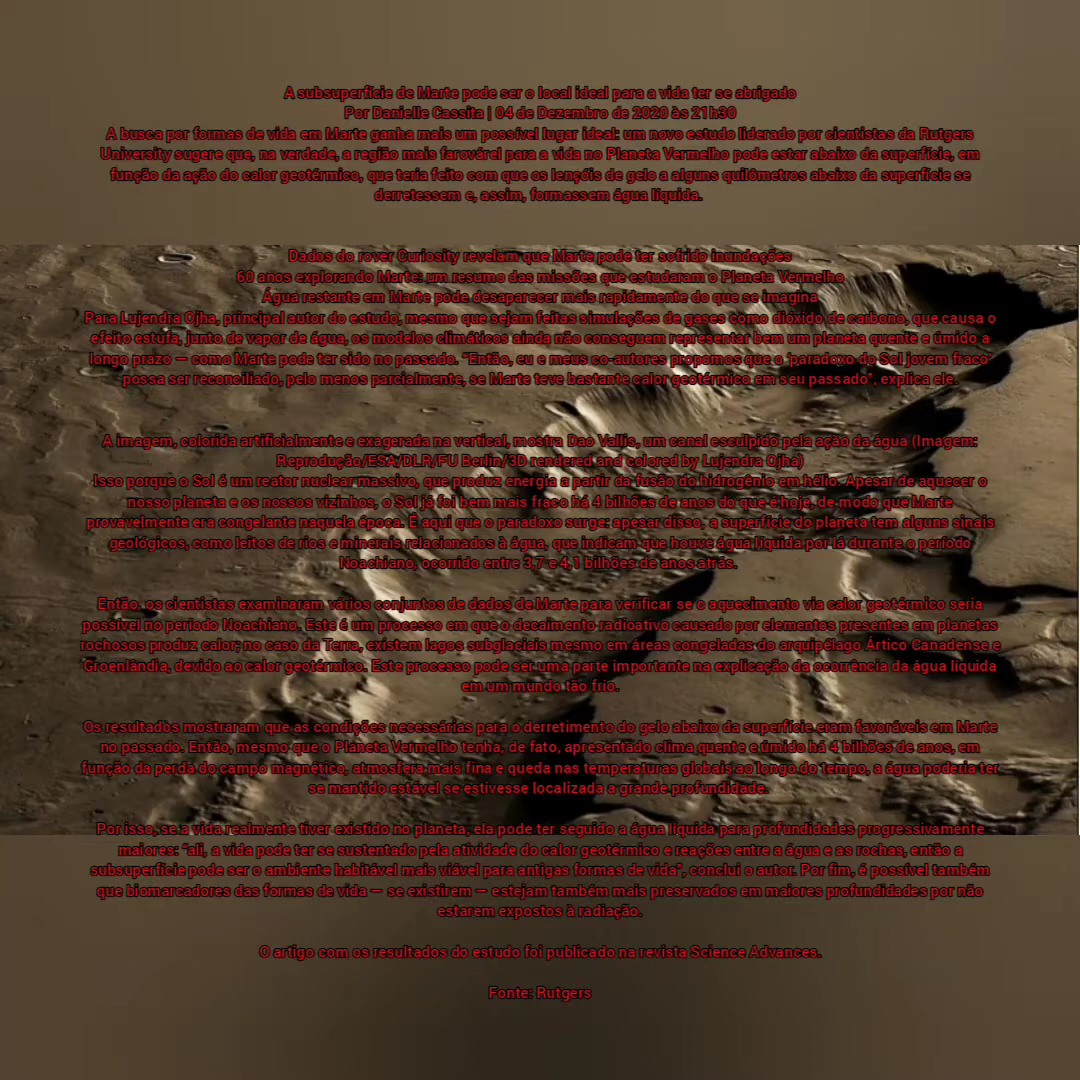 A subsuperfície de Marte pode ser o local ideal para a vida ter se abrigado
Por Danielle Cassita | 04 de Dezembro de 2020 às 21h30
A busca por formas de vida em Marte ganha mais um possível lugar ideal: um novo estudo liderado por cientistas da Rutgers
University sugere que, na verdade, a região mais farovárel para a vida no Planeta Vermelho pode estar abaixo da superfície, em
função da ação do calor geotérmico, que teria feito com que os lençóis de gelo a alguns quilômetros abaixo da superfície se
derretessem e, assim, formassem água líquida.
Dados do rover Curiosity revelam que Marte pode ter sofrido inundações
60 anos explorando Marte: um resumo das missões que estudaram o Planeta Vermelho
Água restante em Marte pode desaparecer mais rapidamente do que se imagina
Para Lujendra Ojha, principal autor do estudo, mesmo que sejam feitas simulações de gases como dióxido de carbono, que causa o
efeito estufa, junto de vapor de água, os modelos climáticos ainda não conseguem representar bem um planeta quente e úmido a
longo prazo — como Marte pode ter sido no passado. "Então, eu e meus co-autores propomos que o 'paradoxo do Sol jovem fraco'
possa ser reconciliado, pelo menos parcialmente, se Marte teve bastante calor geotérmico em seu passado", explica ele.
A imagem, colorida artificialmente e exagerada na vertical, mostra Dao Vallis, um canal esculpido pela ação da água (Imagem:
Reprodução/ESA/DLR/FU Berlin/3D rendered and colored by Lujendra Ojha)
Isso porque o Sol é um reator nuclear massivo, que produz energia a partir da fusão do hidrogênio em hélio. Apesar de aquecer o
nosso planeta e os nossos vizinhos, o Sol já foi bem mais fraco há 4 bilhões de anos do que é hoje, de modo que Marte
provavelmente era congelante naquela época. É aqui que o paradoxo surge: apesar disso, a superfície do planeta tem alguns sinais
geológicos, como leitos de rios e minerais relacionados à água, que indicam que houve água líquida por lá durante o período
Noachiano, ocorrido entre 3,7 e 4,1 bilhões de anos atrás.
Então, os cientistas examinaram vários conjuntos de dados de Marte para verificar se o aquecimento via calor geotérmico seria
possível no período Noachiano. Este é um processo em que o decaimento radioativo causado por elementos presentes em planetas
rochosos produz calor; no caso da Terra, existem lagos subglaciais mesmo em áreas congeladas do arquipélago Ártico Canadense e
Groenlândia, devido ao calor geotérmico. Este processo pode ser uma parte importante na explicação da ocorrência da água líquida
em um mundo tão frio.
Os resultados mostraram que as condições necessárias para o derretimento do gelo abaixo da superfície eram favoráveis em Marte
no passado. Então, mesmo que o Planeta Vermelho tenha, de fato, apresentado clima quente e úmido há 4 bilhões de anos, em
função da perda do campo magnético, atmosfera mais fina e queda nas temperaturas globais ao longo do tempo, a água poderia ter
se mantido estável se estivesse localizada a grande profundidade.
Por isso, se a vida realmente tiver existido no planeta, ela pode ter seguido a água líquida para profundidades progressivamente
maiores: "ali, a vida pode ter se sustentado pela atividade do calor geotérmico e reações entre a água e as rochas, então a
subsuperfície pode ser o ambiente habitável mais viável para antigas formas de vida", conclui o autor. Por fim, é possível também
que biomarcadores das formas de vida — se existirem — estejam também mais preservados em maiores profundidades por não
estarem expostos à radiação.
O artigo com os resultados do estudo foi publicado na revista Science Advances.
Fonte: Rutgers